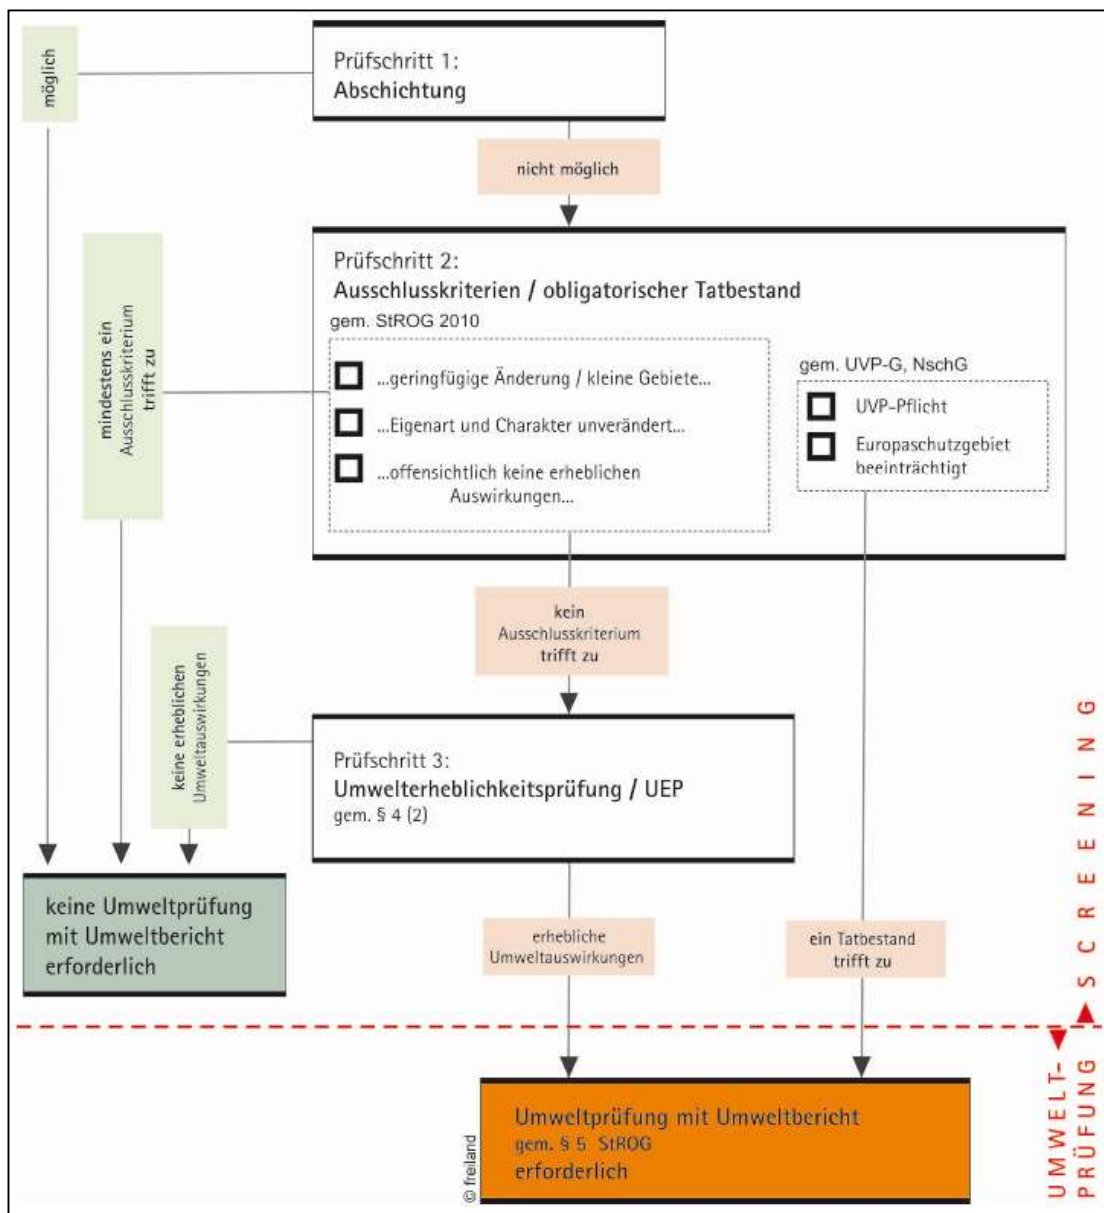 Prüfschritt 1:
Abschichtung
möglich
nicht möglich
Prüfschritt 2:
Ausschlusskriterien / obligatorischer Tatbestand
gem. StROG 2010
...geringfügige Änderung / kleine Gebiete...
...Eigenart und Charakter unverändert...
...offensichtlich keine erheblichen
Auswirkungen...
gem. UVP-G, NschG
UVP-Pflicht
Europaschutzgebiet
beeinträchtigt
mindestens ein
Ausschlusskriterium
trifft zu
kein
Ausschlusskriterium
trifft zu
keine erheblichen
Umweltauswirkungen
Prüfschritt 3:
Umwelterheblichkeitsprüfung / UEP
gem. § 4 (2)
keine Umweltprüfung
mit Umweltbericht
erforderlich
erhebliche
Umweltauswirkungen
ein Tatbestand
trifft zu
SCREENING
UMWELT-
PRÜFUNG
Umweltprüfung mit Umweltbericht
gem. § 5 StROG
erforderlich
© freiland